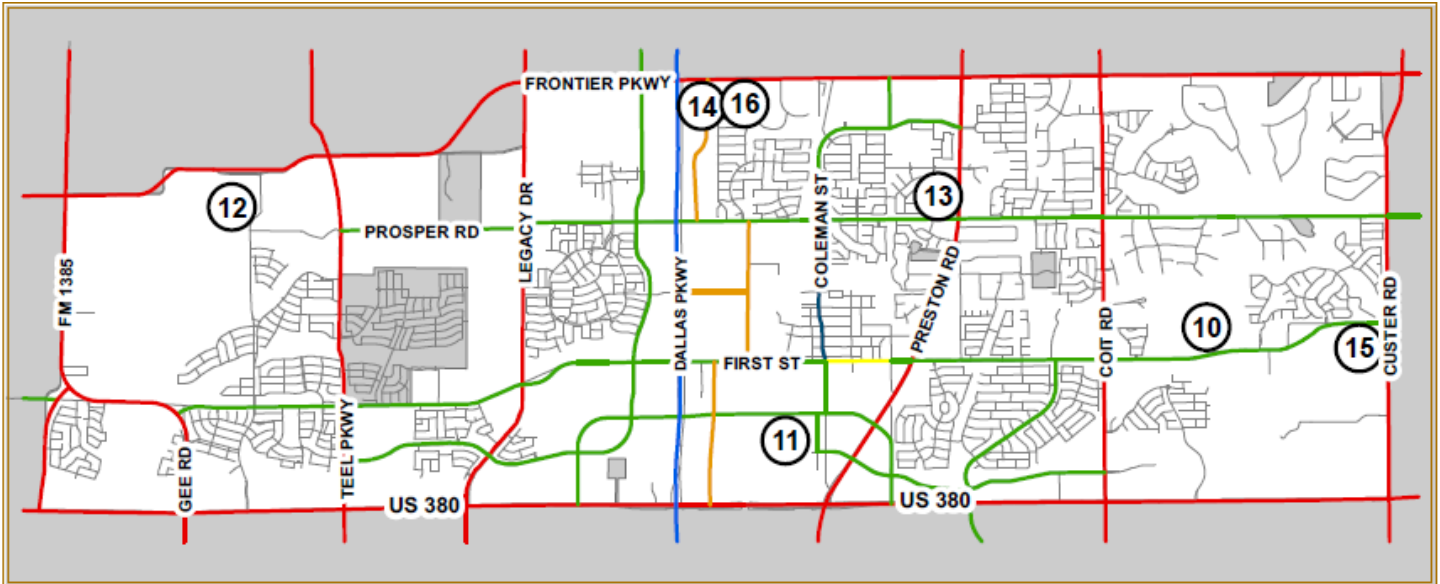 FRONTIER PKWY
14
16
12
13
PROSPER RD
LEGACY DR
COLEMAN ST
FM 1385
DALLAS PKWY
PRESTON RD
10
COIT RD
15
CUSTER RD
FIRST ST
TEEL PKWY
11
GEE RD
US 380
US 380